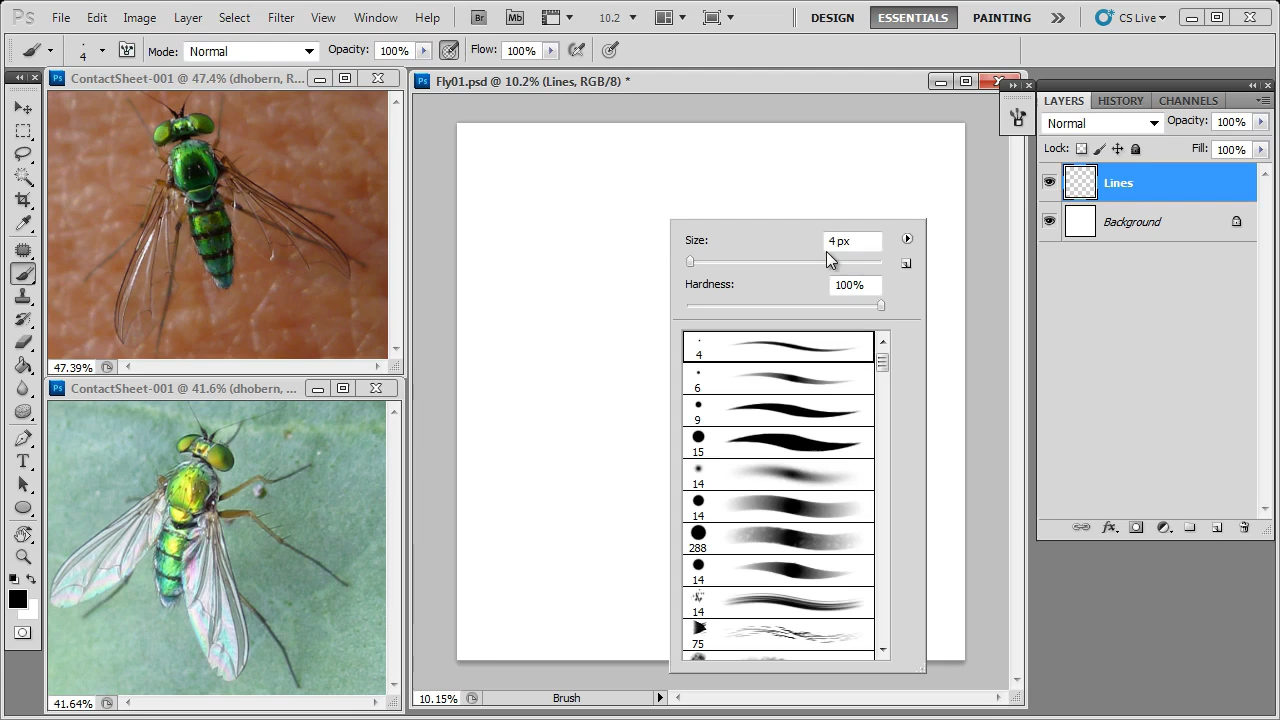 Ps File Edit Image Layer Select Filter View Window Help Br Mb 10.2 DESIGN ESSENTIALS PAINTING CS Live
4 Mode: Normal Opacity: 100% Flow: 100%
Ps ContactSheet-001 @ 47.4% (dhobern, R...
Ps Fly01.psd @ 10.2% (Lines, RGB/8) *
LAYERS HISTORY CHANNELS
Normal Opacity: 100%
Lock: Fill: 100%
Lines
Background
Size: 4 px
Hardness: 100%
4
6
9
15
14
14
288
14
14
75
47.39%
Ps ContactSheet-001 @ 41.6% (dhobern, ...
T
fx
41.64%
10.15% Brush